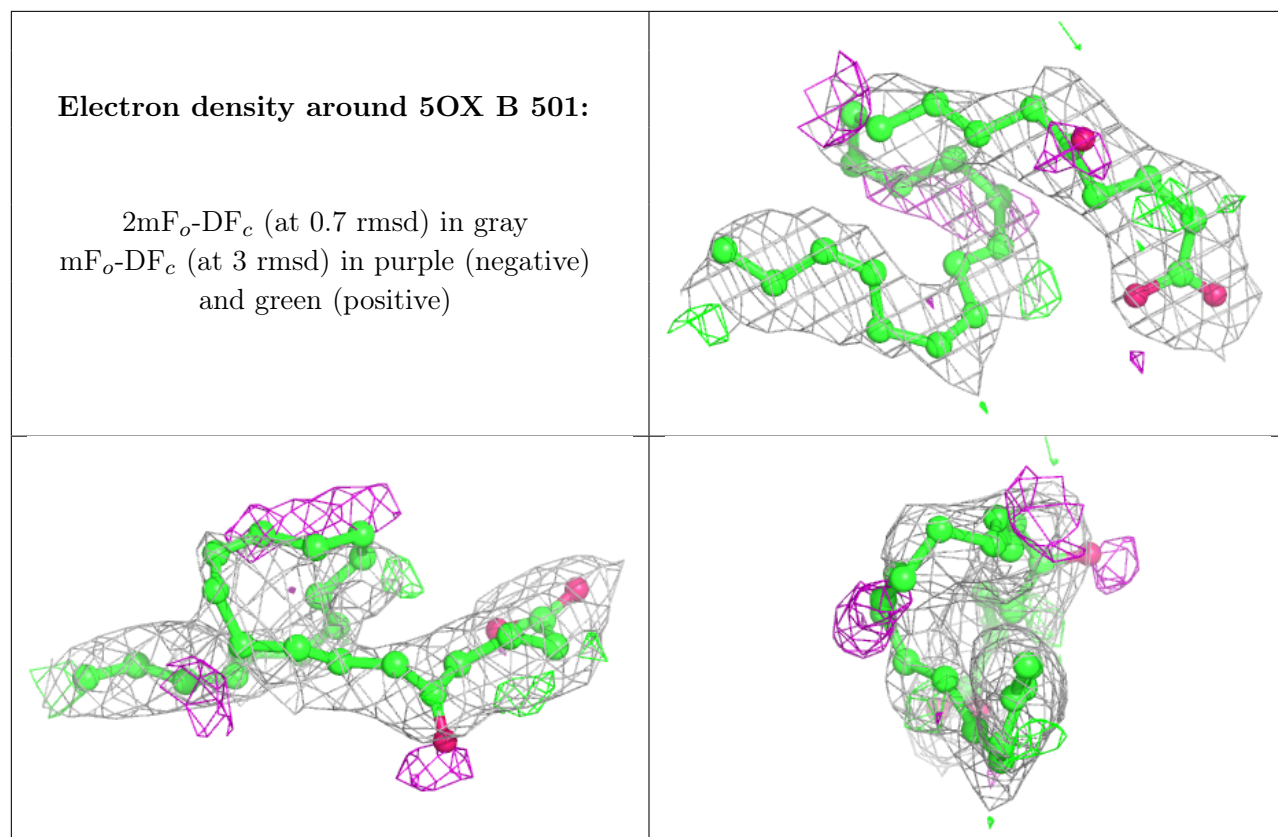 Electron density around 5OX B 501:
2mFo-DFc (at 0.7 rmsd) in gray
mFo-DFc (at 3 rmsd) in purple (negative)
and green (positive)